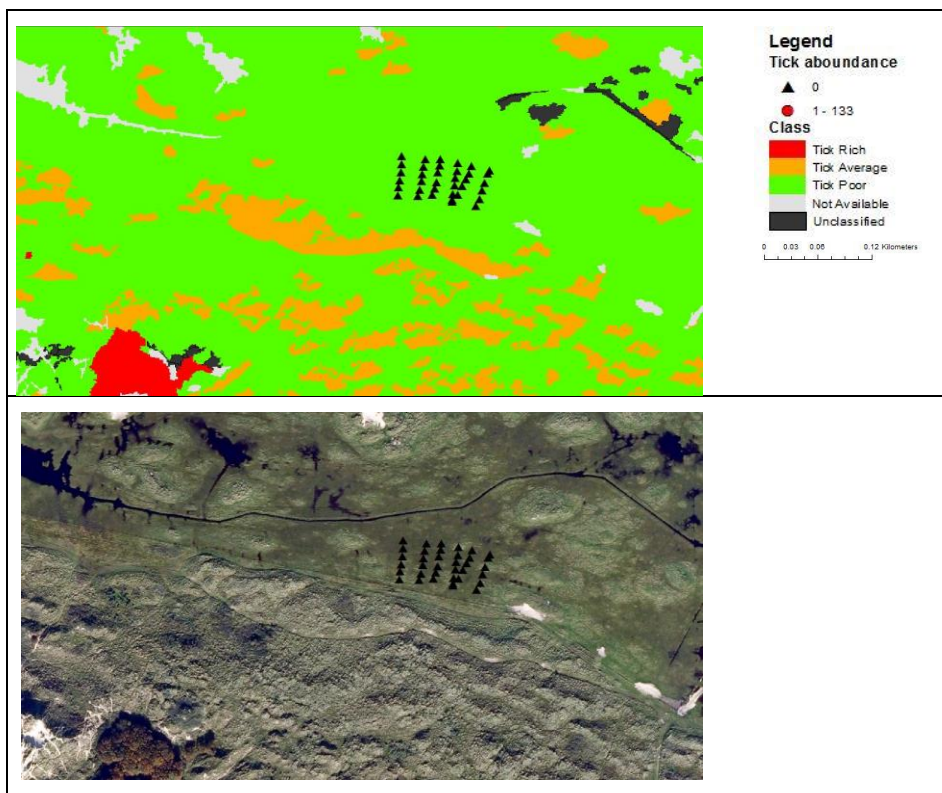 Legend
Tick abundance
0
1 - 133
Class
Tick Rich
Tick Average
Tick Poor
Not Available
Unclassified
0 0.03 0.06 0.12 Kilometers